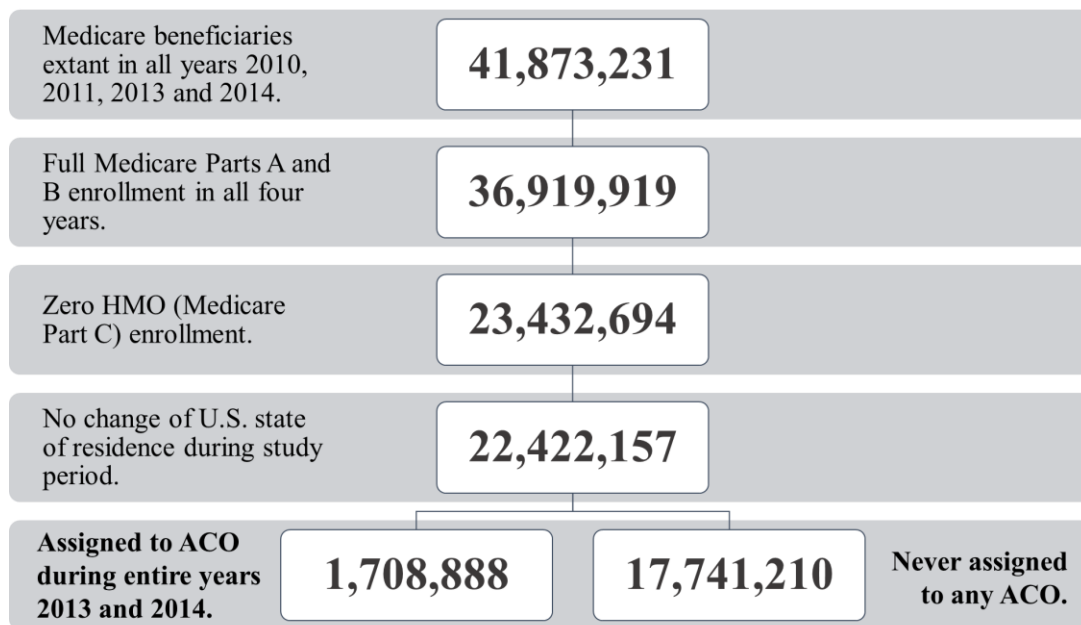 Medicare beneficiaries
extant in all years 2010,
2011, 2013 and 2014.
41,873,231
Full Medicare Parts A and
B enrollment in all four
years.
36,919,919
Zero HMO (Medicare
Part C) enrollment.
23,432,694
No change of U.S. state
of residence during study
period.
22,422,157
Assigned to ACO
during entire years
2013 and 2014.
1,708,888
17,741,210
Never assigned
to any ACO.